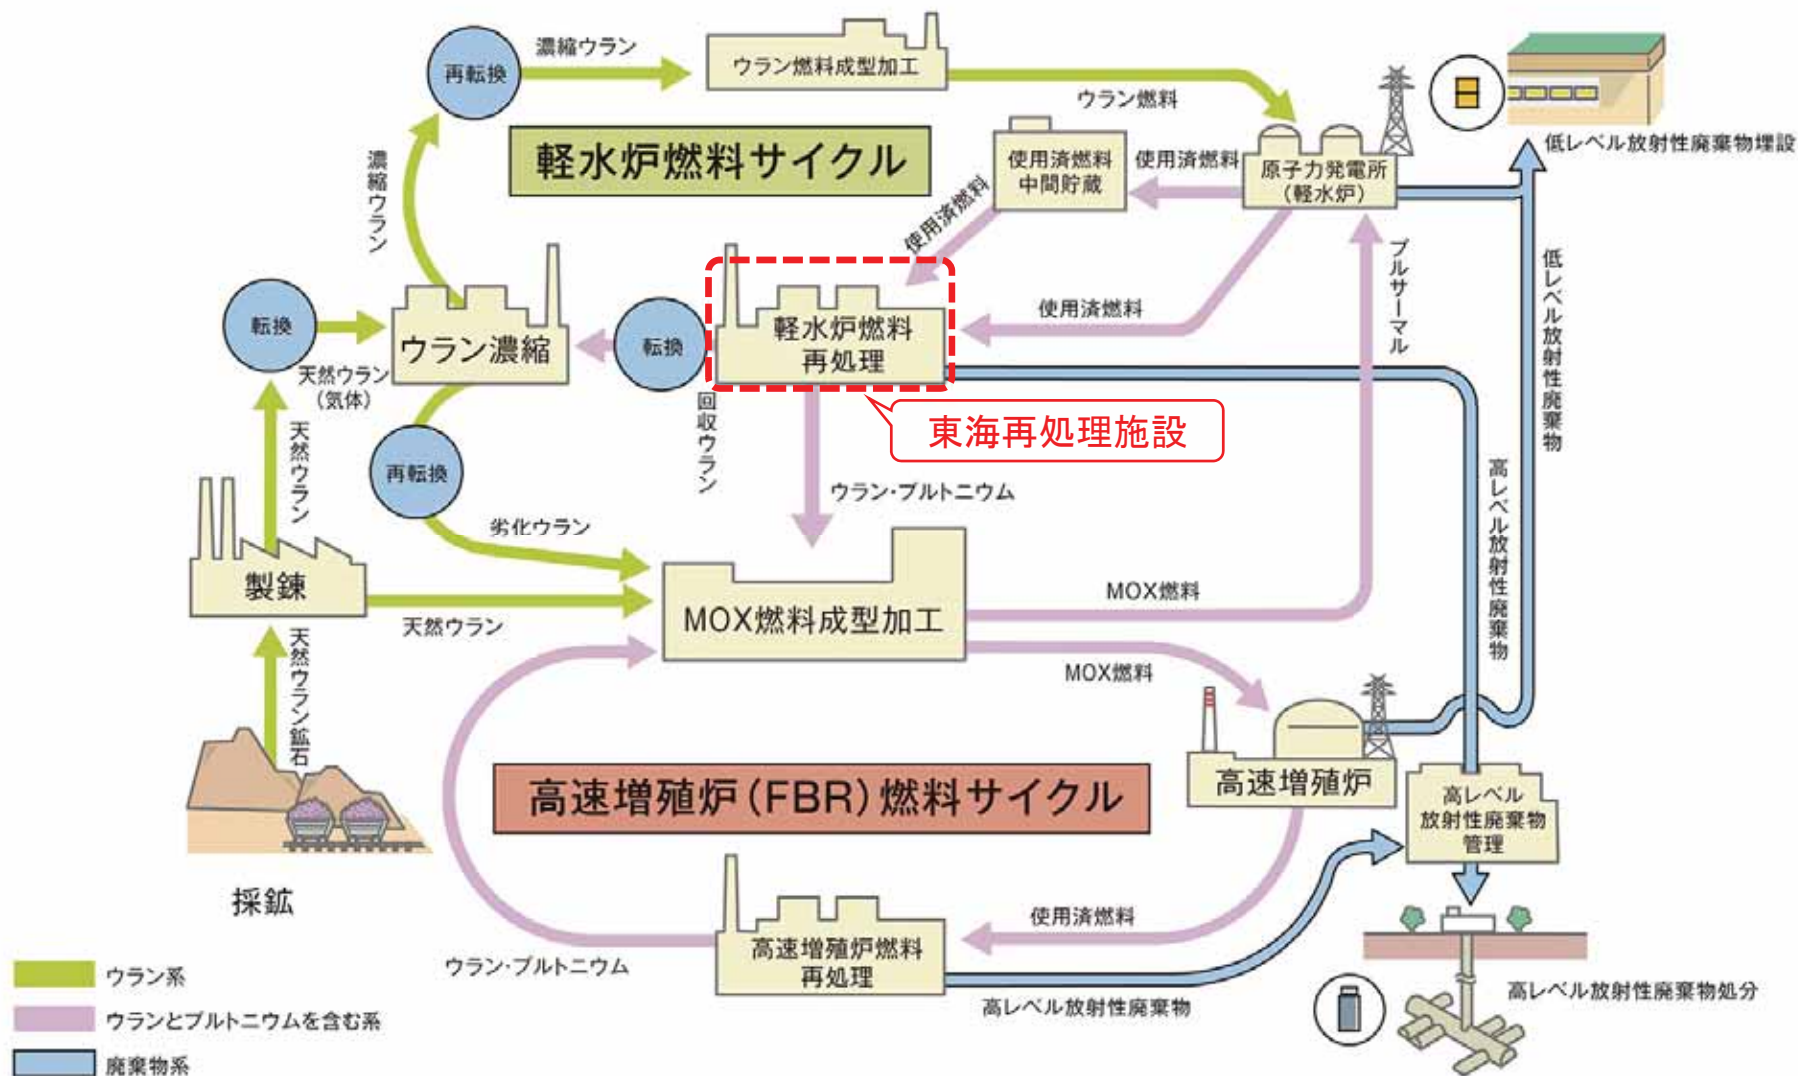 再転換
濃縮ウラン
ウラン燃料成型加工
ウラン燃料
低レベル放射性廃棄物埋設
軽水炉燃料サイクル
濃縮ウラン
使用済燃料
中間貯蔵
使用済燃料
原子力発電所
(軽水炉)
使用済燃料
プルサーマル
低レベル放射性廃棄物
転換
天然ウラン
(気体)
ウラン濃縮
転換
軽水炉燃料
再処理
使用済燃料
東海再処理施設
回収ウラン
天然ウラン
再転換
ウラン・プルトニウム
高レベル放射性廃棄物
劣化ウラン
製錬
天然ウラン
MOX燃料成型加工
MOX燃料
MOX燃料
天然ウラン鉱石
採鉱
高速増殖炉(FBR)燃料サイクル
高速増殖炉
高レベル
放射性廃棄物
管理
使用済燃料
高速増殖炉燃料
再処理
ウラン・プルトニウム
高レベル放射性廃棄物
高レベル放射性廃棄物処分
ウラン系
ウランとプルトニウムを含む系
廃棄物系